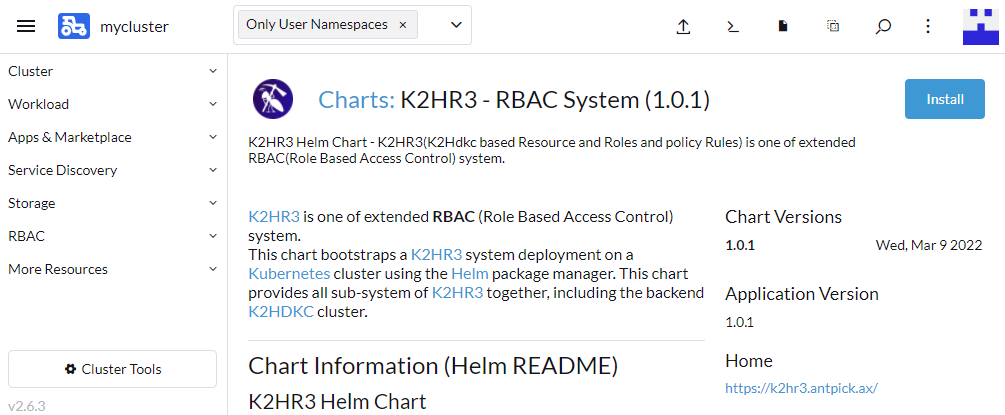 mycluster
Only User Namespaces ×
Cluster
Workload
Apps & Marketplace
Service Discovery
Storage
RBAC
More Resources
Cluster Tools
v2.6.3
Charts: K2HR3 - RBAC System (1.0.1)
Install
K2HR3 Helm Chart - K2HR3(K2Hdkc based Resource and Roles and policy Rules) is one of extended
RBAC(Role Based Access Control) system.
K2HR3 is one of extended RBAC (Role Based Access Control)
system.
This chart bootstraps a K2HR3 system deployment on a
Kubernetes cluster using the Helm package manager. This chart
provides all sub-system of K2HR3 together, including the backend
K2HDKC cluster.
Chart Information (Helm README)
K2HR3 Helm Chart
Chart Versions
1.0.1 Wed, Mar 9 2022
Application Version
1.0.1
Home
https://k2hr3.antpick.ax/